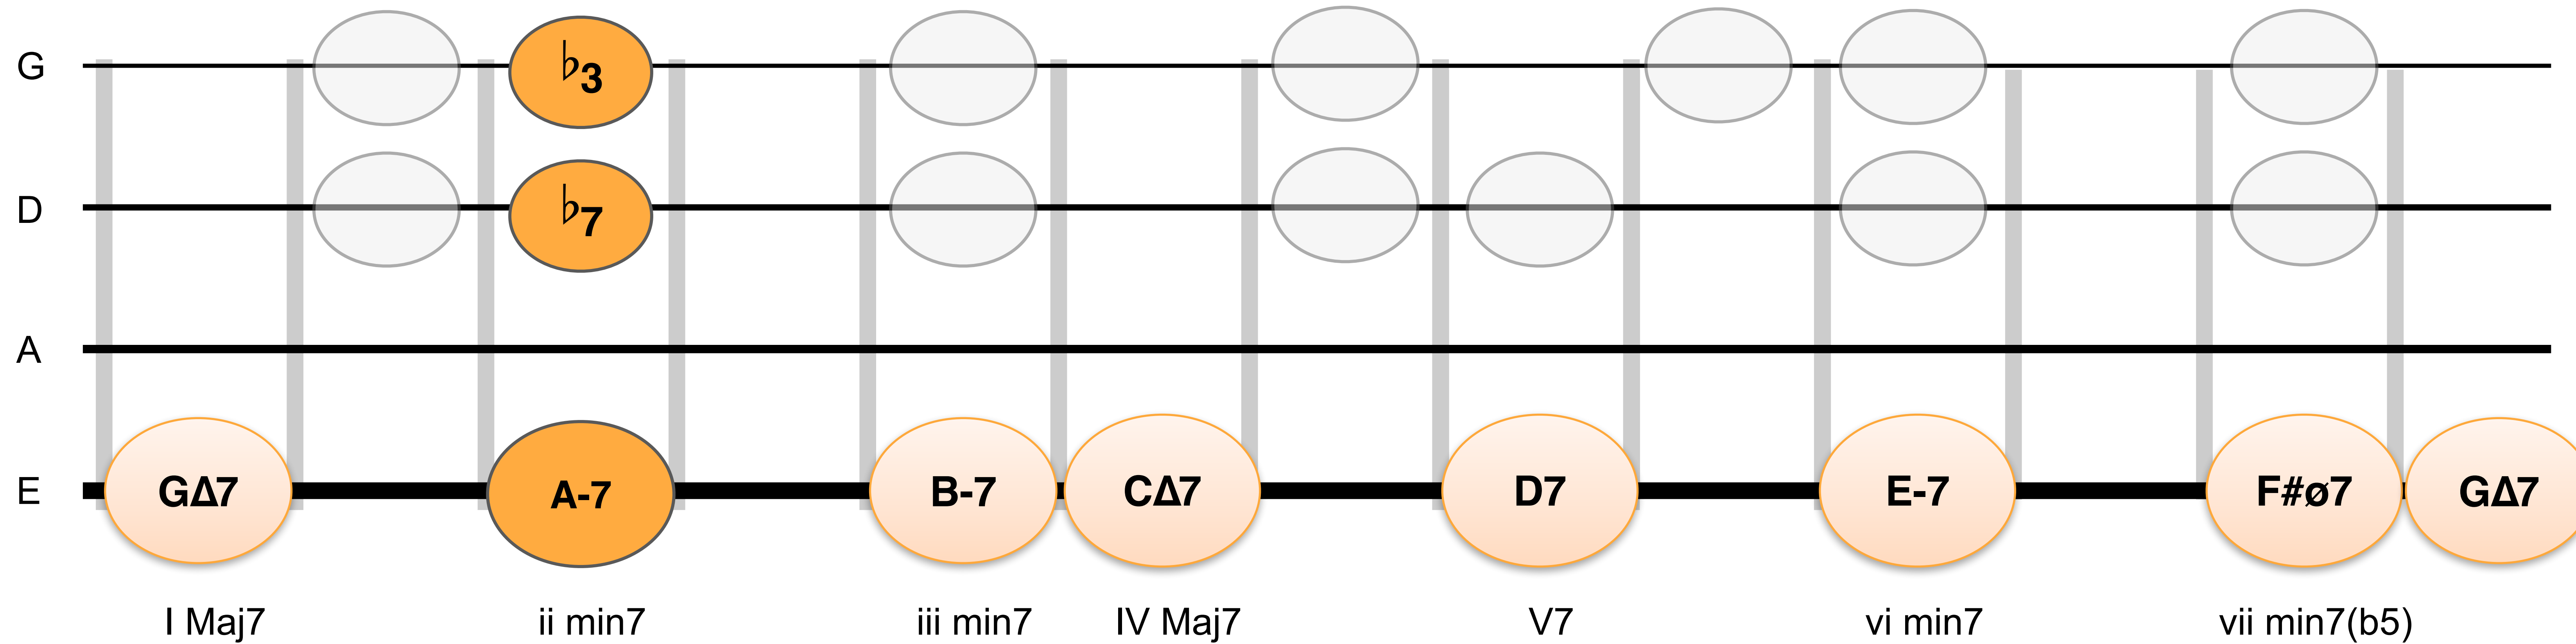 G ♭3
D ♭7
A
E GΔ7 A-7 B-7 CΔ7 D7 E-7 F#ø7 GΔ7
I Maj7 ii min7 iii min7 IV Maj7 V7 vi min7 vii min7(b5)